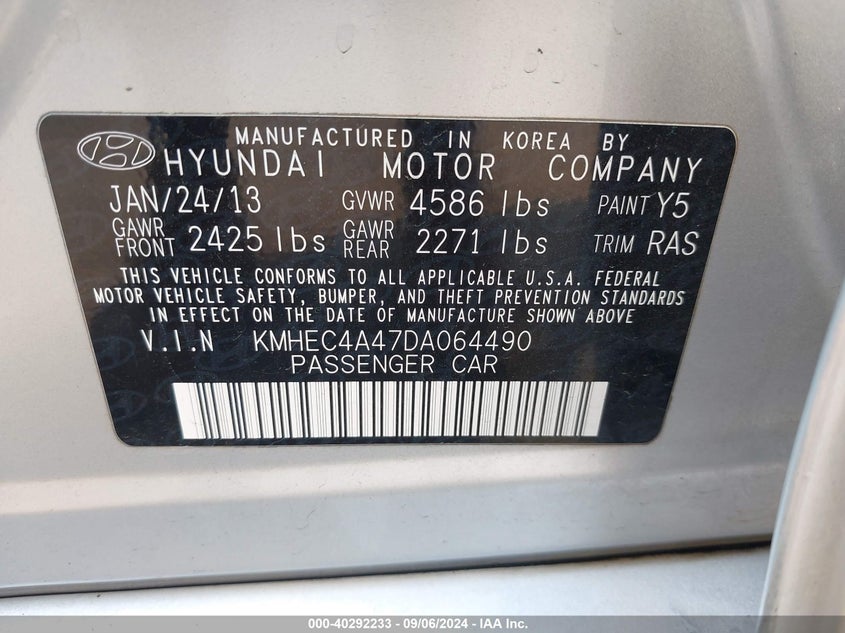 MANUFACTURED IN KOREA BY
HYUNDAI MOTOR COMPANY
JAN/24/13 GVWR 4586 lbs PAINT Y5
GAWR FRONT 2425 lbs GAWR REAR 2271 lbs TRIM RAS
THIS VEHICLE CONFORMS TO ALL APPLICABLE U.S.A. FEDERAL
MOTOR VEHICLE SAFETY, BUMPER, AND THEFT PREVENTION STANDARDS
IN EFFECT ON THE DATE OF MANUFACTURE SHOWN ABOVE
V.I.N KMHEC4A47DA064490
PASSENGER CAR
000-40292233 - 09/06/2024 - IAA Inc.